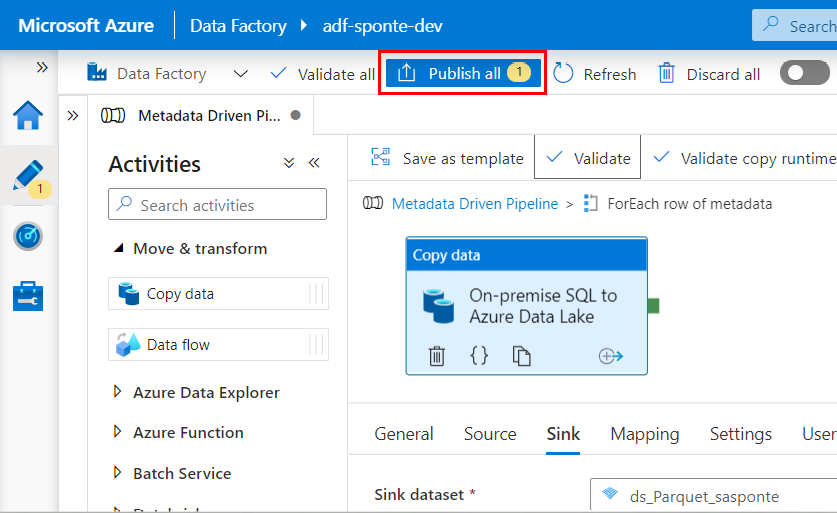 Microsoft Azure Data Factory adf-sponte-dev Search
» Data Factory Validate all Publish all 1 Refresh Discard all
» Metadata Driven Pi... ●
1
Activities «
Search activities
Move & transform
Copy data
Data flow
Azure Data Explorer
Azure Function
Batch Service
Save as template Validate Validate copy runtime
Metadata Driven Pipeline > ForEach row of metadata
Copy data
On-premise SQL to
Azure Data Lake
{}
General Source Sink Mapping Settings User
Sink dataset * ds_Parquet_sasponte